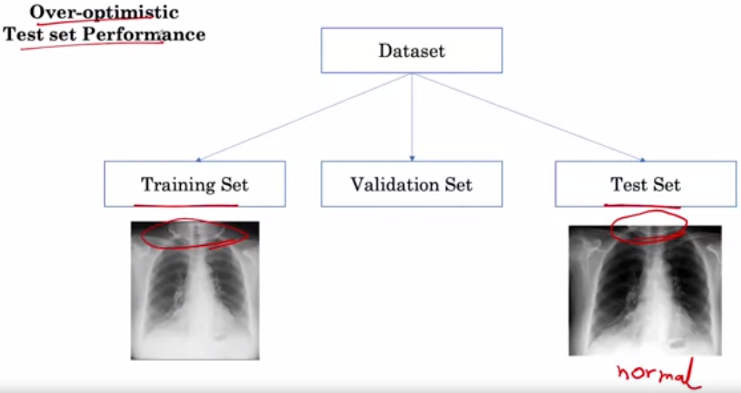 Over-optimistic
Test set Performance
Dataset
Training Set
Validation Set
Test Set
normal